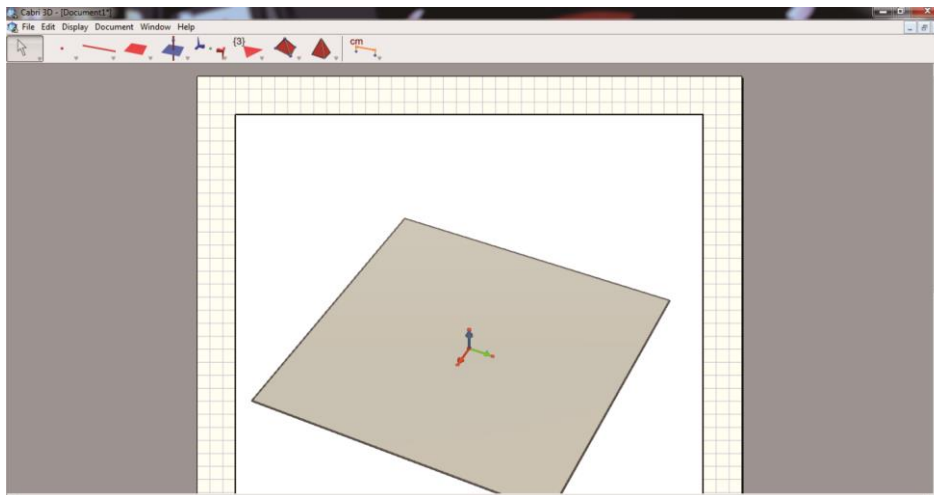 Cabri 3D - [Document1*]
File Edit Display Document Window Help
{3}
cm